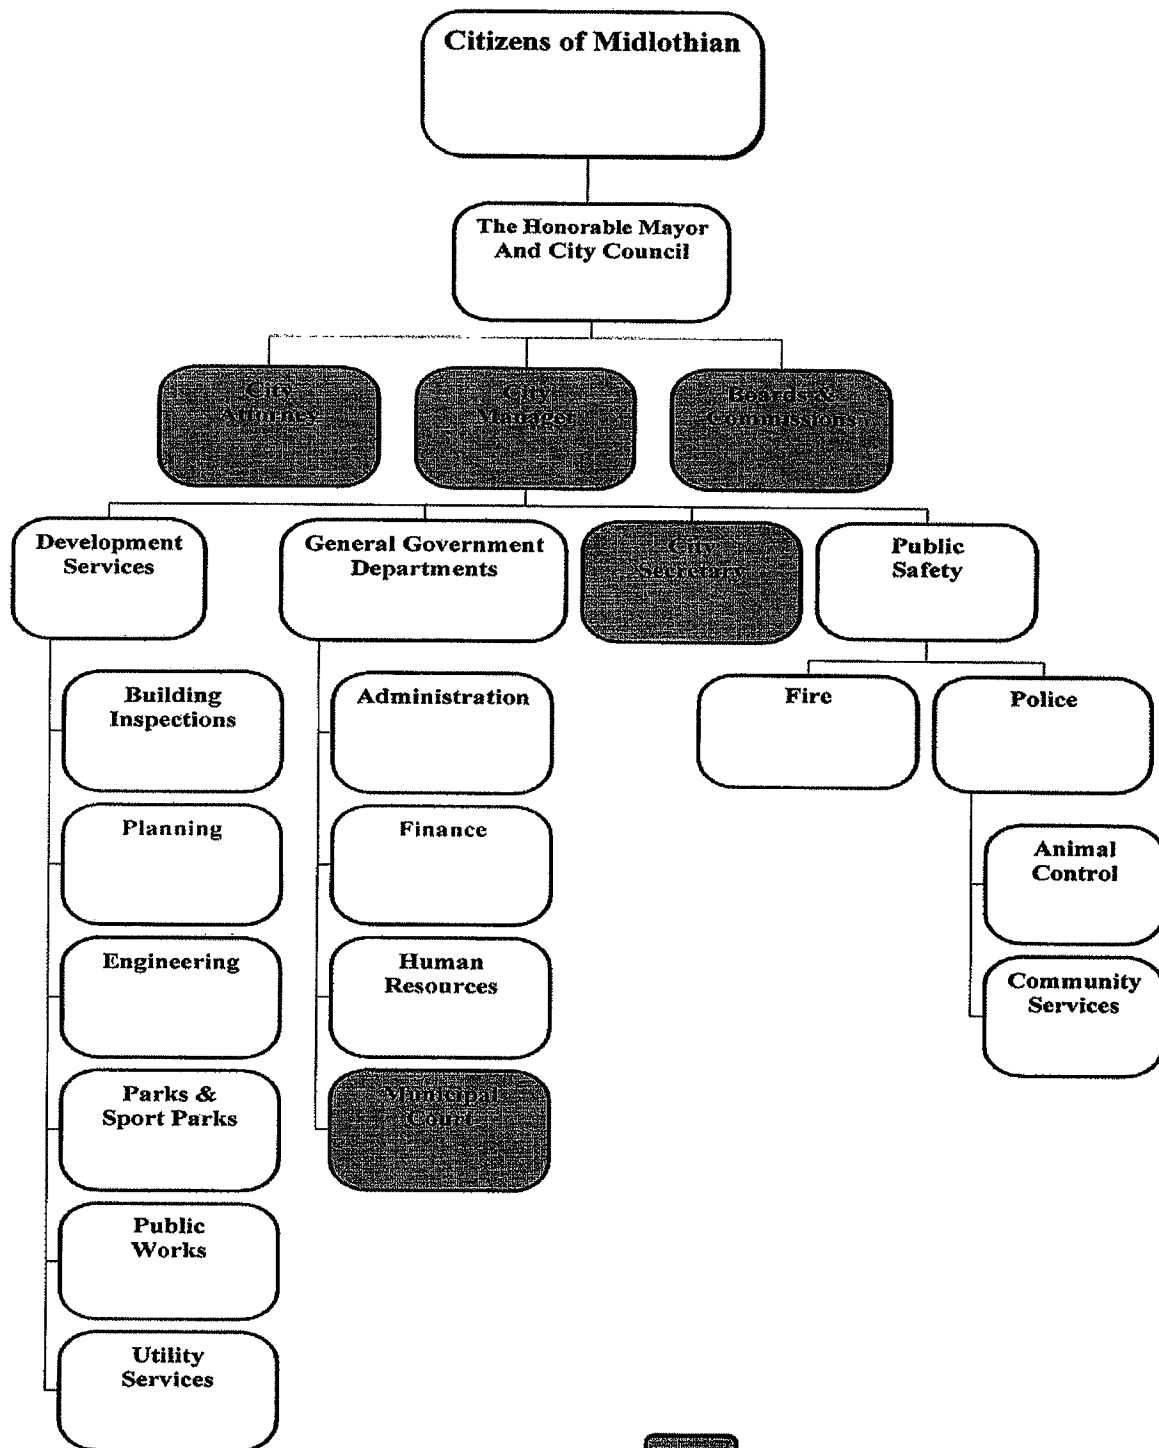 Citizens of Midlothian
The Honorable Mayor
And City Council
City
Attorney
City
Manager
Boards &
Commissions
Development
Services
General Government
Departments
City
Secretary
Public
Safety
Building
Inspections
Administration
Fire
Police
Planning
Finance
Animal
Control
Engineering
Human
Resources
Community
Services
Parks &
Sport Parks
Municipal
Court
Public
Works
Utility
Services